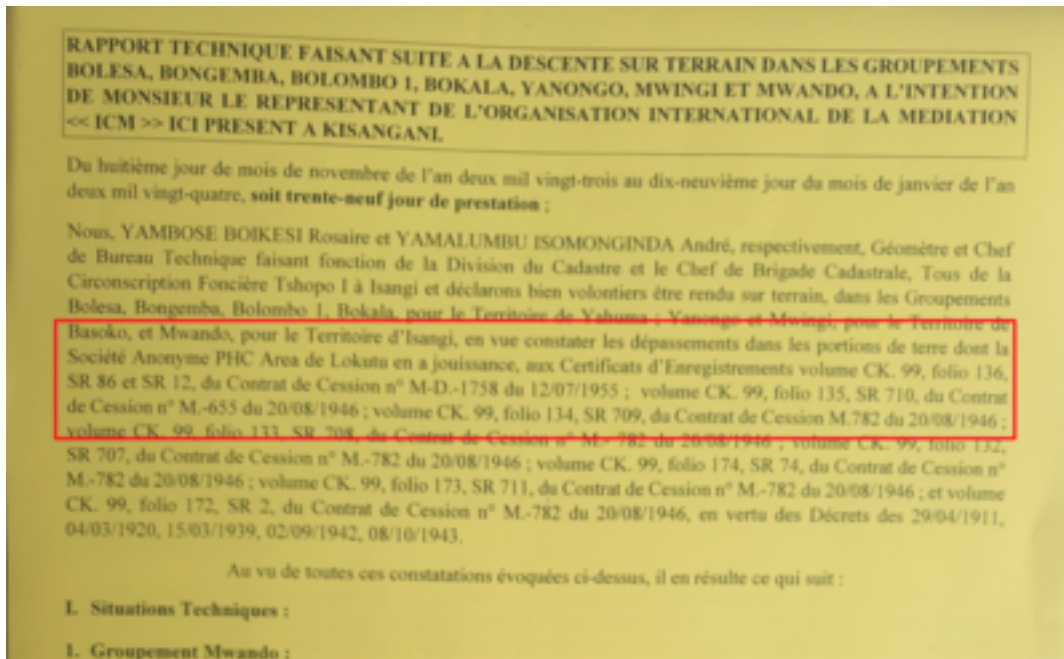 RAPPORT TECHNIQUE FAISANT SUITE A LA DESCENTE SUR TERRAIN DANS LES GROUPEMENTS
BOLESA, BONGEMBA, BOLOMBO 1, BOKALA, YANONGO, MWINGI ET MWANDO, A L'INTENTION
DE MONSIEUR LE REPRESENTANT DE L'ORGANISATION INTERNATIONAL DE LA MEDIATION
<< ICM >> ICI PRESENT A KISANGANI.
Du huitième jour de mois de novembre de l'an deux mil vingt-trois au dix-neuvième jour du mois de janvier de l'an
deux mil vingt-quatre, soit trente-neuf jour de prestation ;
Nous, YAMBOSE BOIKESI Rosaire et YAMALUMBU ISOMONGINDA André, respectivement, Géomètre et Chef
de Bureau Technique faisant fonction de la Division du Cadastre et le Chef de Brigade Cadastrale, Tous de la
Circonscription Foncière Tshopo I à Isangi et déclarons bien volontiers être rendu sur terrain, dans les Groupements
Bolesa, Bongemba, Bolombo 1, Bokala, pour le Territoire de Yahuma ; Yanongo et Mwingi, pour le Territoire de
Basoko, et Mwando, pour le Territoire d'Isangi, en vue constater les dépassements dans les portions de terre dont la
Société Anonyme PHC Area de Lokutu en a jouissance, aux Certificats d'Enregistrements volume CK. 99, folio 136,
SR 86 et SR 12, du Contrat de Cession n° M-D.-1758 du 12/07/1955 ; volume CK. 99, folio 135, SR 710, du Contrat
de Cession n° M.-655 du 20/08/1946 ; volume CK. 99, folio 134, SR 709, du Contrat de Cession M.782 du 20/08/1946 ;
volume CK. 99, folio 133, SR 708, du Contrat de Cession n° M.- 782 du 20/08/1946 ; volume CK. 99, folio 132,
SR 707, du Contrat de Cession n° M.-782 du 20/08/1946 ; volume CK. 99, folio 174, SR 74, du Contrat de Cession n°
M.-782 du 20/08/1946 ; volume CK. 99, folio 173, SR 711, du Contrat de Cession n° M.-782 du 20/08/1946 ; et volume
CK. 99, folio 172, SR 2, du Contrat de Cession n° M.-782 du 20/08/1946, en vertu des Décrets des 29/04/1911,
04/03/1920, 15/03/1939, 02/09/1942, 08/10/1943.
Au vu de toutes ces constatations évoquées ci-dessus, il en résulte ce qui suit :
I. Situations Techniques :
1. Groupement Mwando :